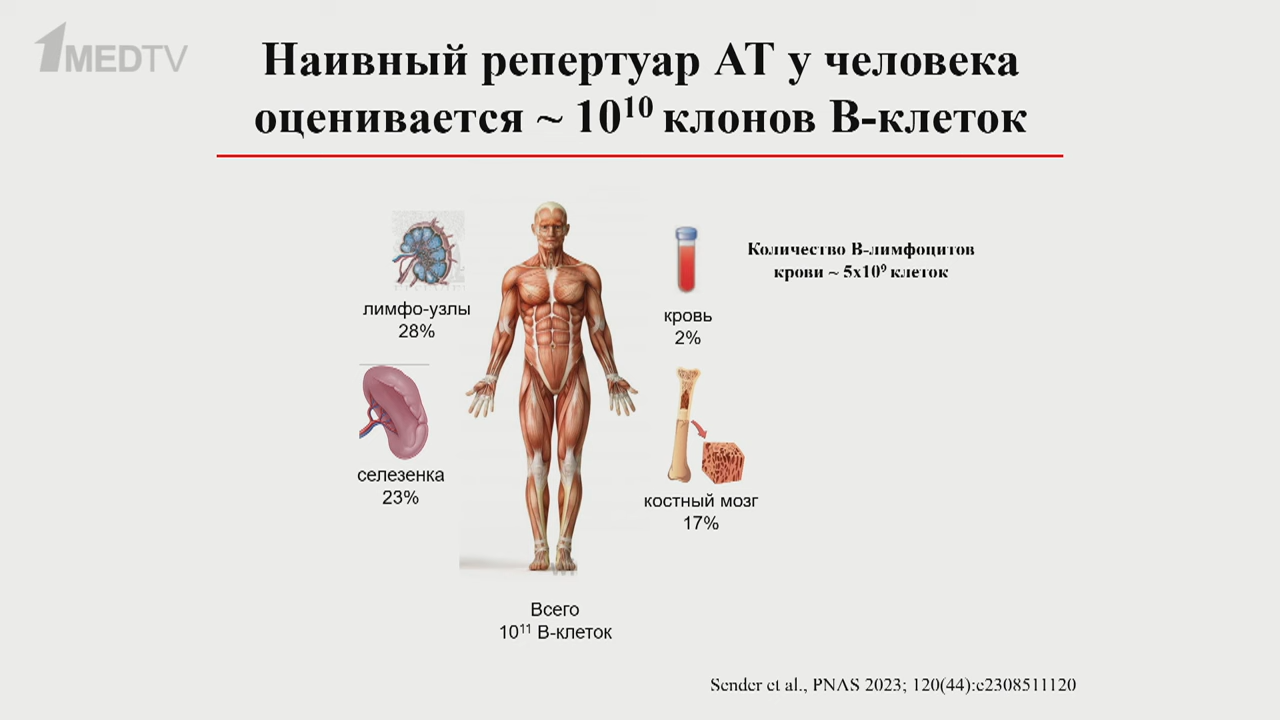 1MEDTV
Наивный репертуар АТ у человека
оценивается ~ 10¹⁰ клонов В-клеток
лимфо-узлы
28%
кровь
2%
Количество В-лимфоцитов
крови ~ 5x10⁹ клеток
селезенка
23%
костный мозг
17%
Всего
10¹¹ В-клеток
Sender et al., PNAS 2023; 120(44):e2308511120